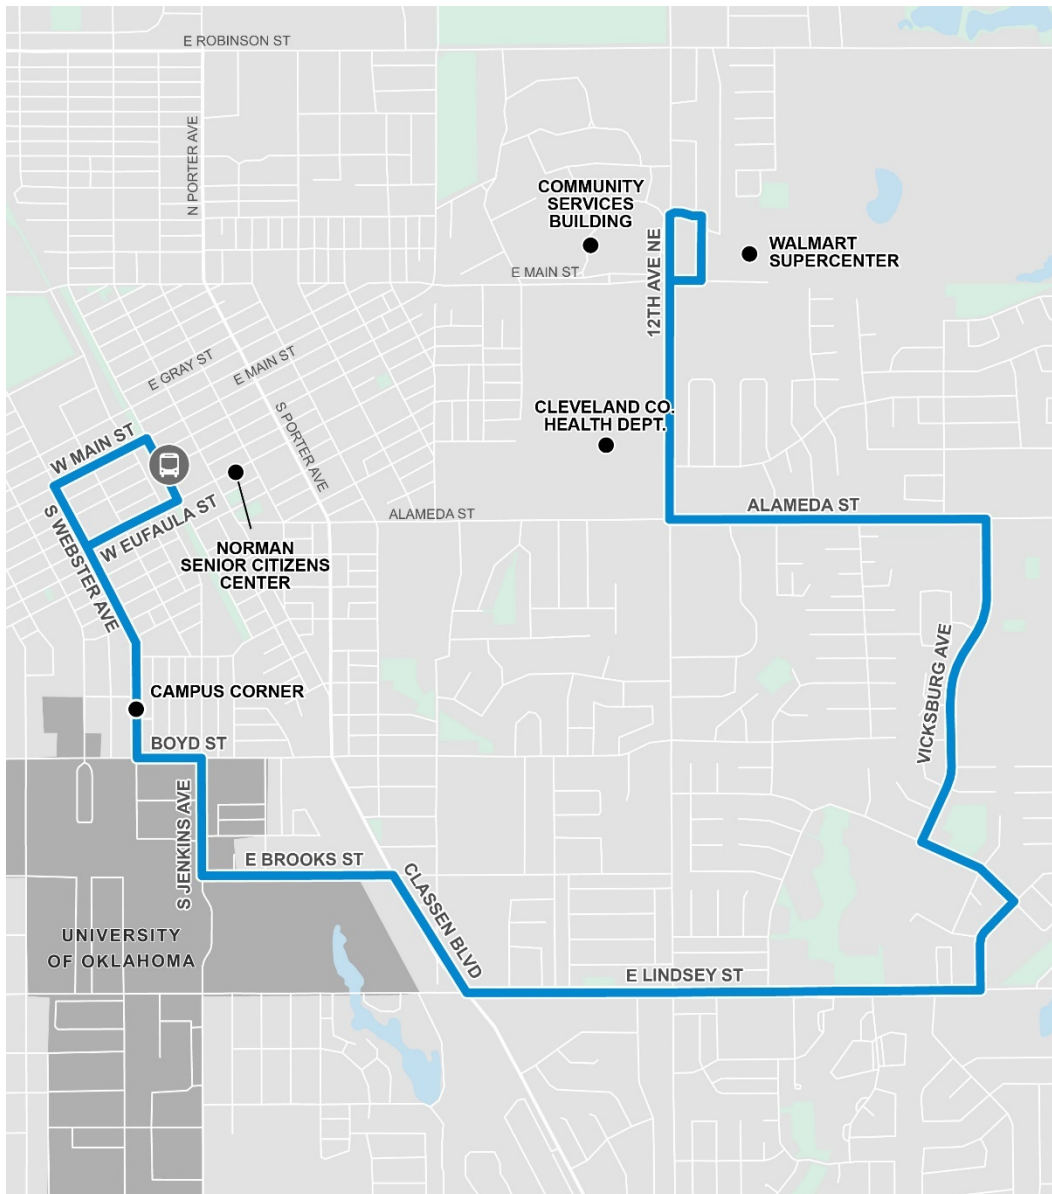 E ROBINSON ST
N PORTER AVE
COMMUNITY
SERVICES
BUILDING
12TH AVE NE
WALMART
SUPERCENTER
E MAIN ST
E GRAY ST
E MAIN ST
S PORTER AVE
CLEVELAND CO.
HEALTH DEPT.
W MAIN ST
W EUFAULA ST
S WEBSTER AVE
ALAMEDA ST
ALAMEDA ST
NORMAN
SENIOR CITIZENS
CENTER
VICKSBURG AVE
CAMPUS CORNER
BOYD ST
S JENKINS AVE
E BROOKS ST
CLASSEN BLVD
UNIVERSITY
OF OKLAHOMA
E LINDSEY ST